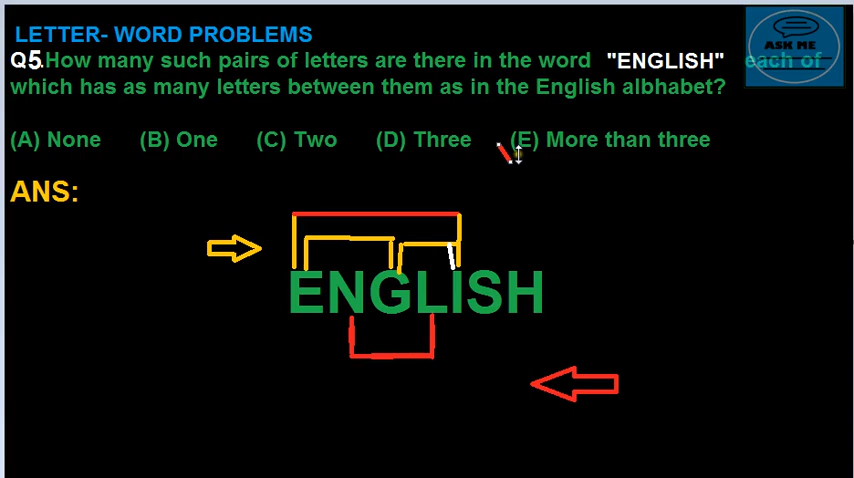 LETTER- WORD PROBLEMS
ASK ME
Q5.How many such pairs of letters are there in the word "ENGLISH" each of
which has as many letters between them as in the English albhabet?
(A) None (B) One (C) Two (D) Three (E) More than three
ANS:
ENGLISH